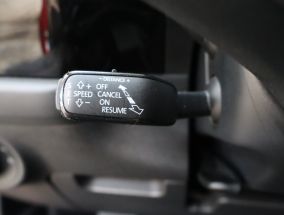 - DISTANCE +
+ OFF
SPEED CANCEL
- ON
RESUME